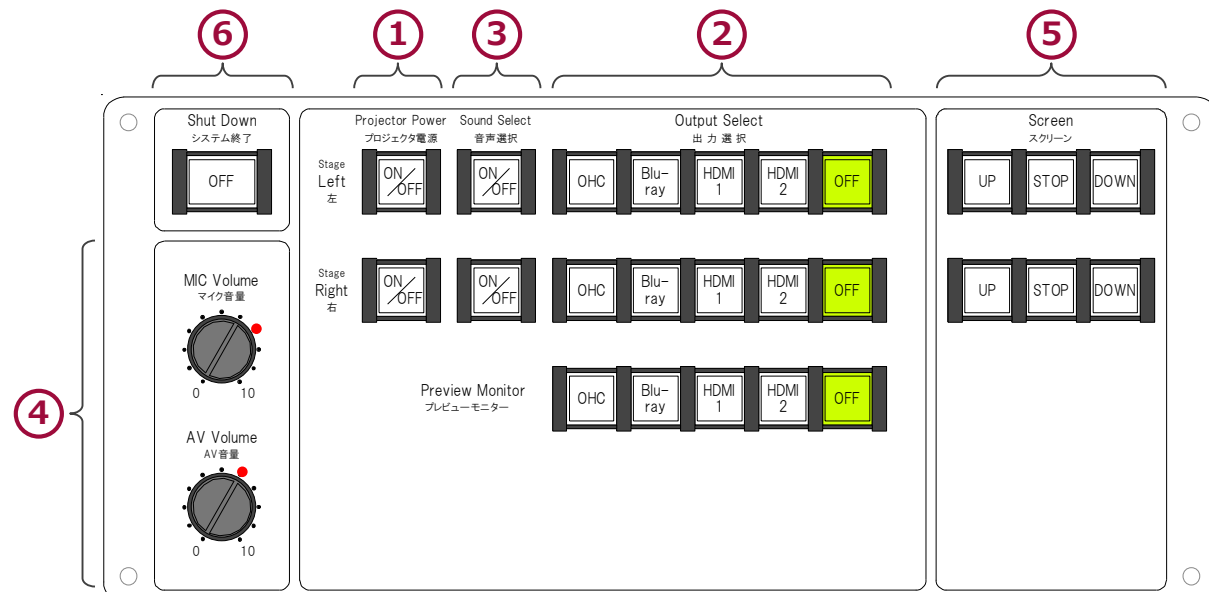 6
1
3
2
5
Shut Down
システム終了
OFF
Projector Power
プロジェクタ電源
Sound Select
音声選択
Output Select
出力選択
Screen
スクリーン
Stage
Left
左
ON/OFF
ON/OFF
OHC
Blu-
ray
HDMI
1
HDMI
2
OFF
UP
STOP
DOWN
Stage
Right
右
ON/OFF
ON/OFF
OHC
Blu-
ray
HDMI
1
HDMI
2
OFF
UP
STOP
DOWN
Preview Monitor
プレビューモニター
OHC
Blu-
ray
HDMI
1
HDMI
2
OFF
4
MIC Volume
マイク音量
0 10
AV Volume
AV音量
0 10